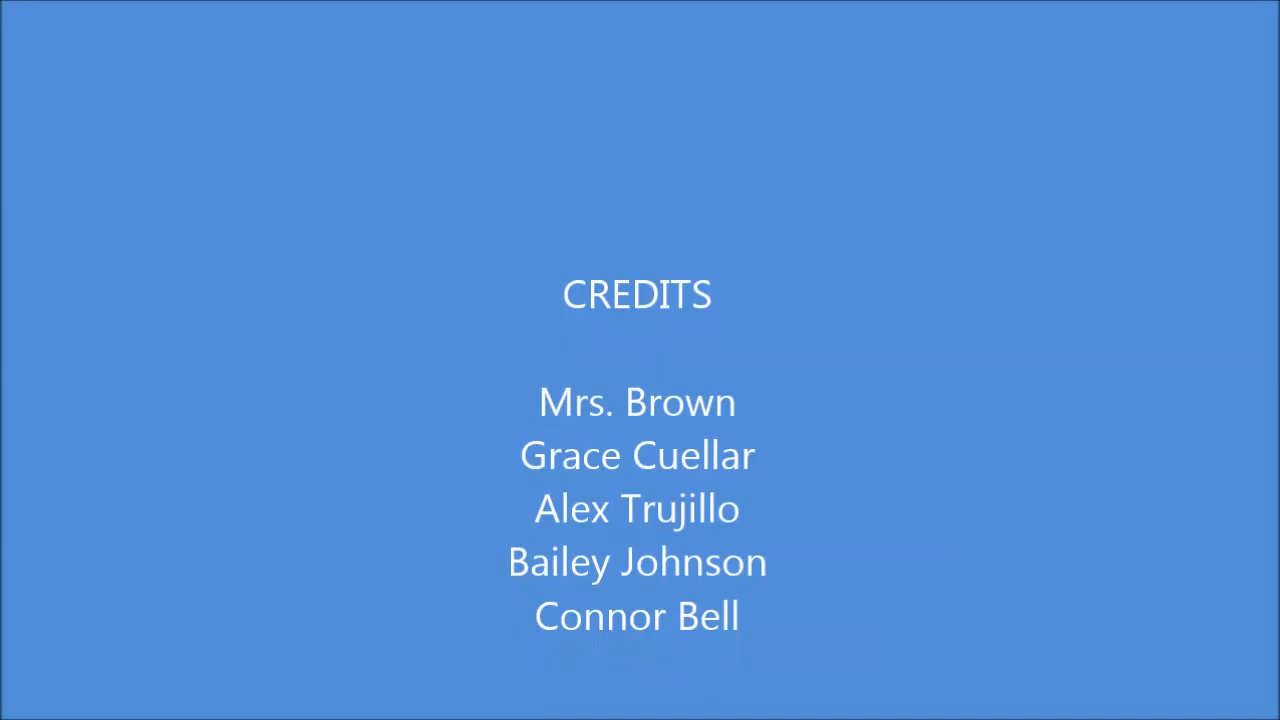 CREDITS
Mrs. Brown
Grace Cuellar
Alex Trujillo
Bailey Johnson
Connor Bell